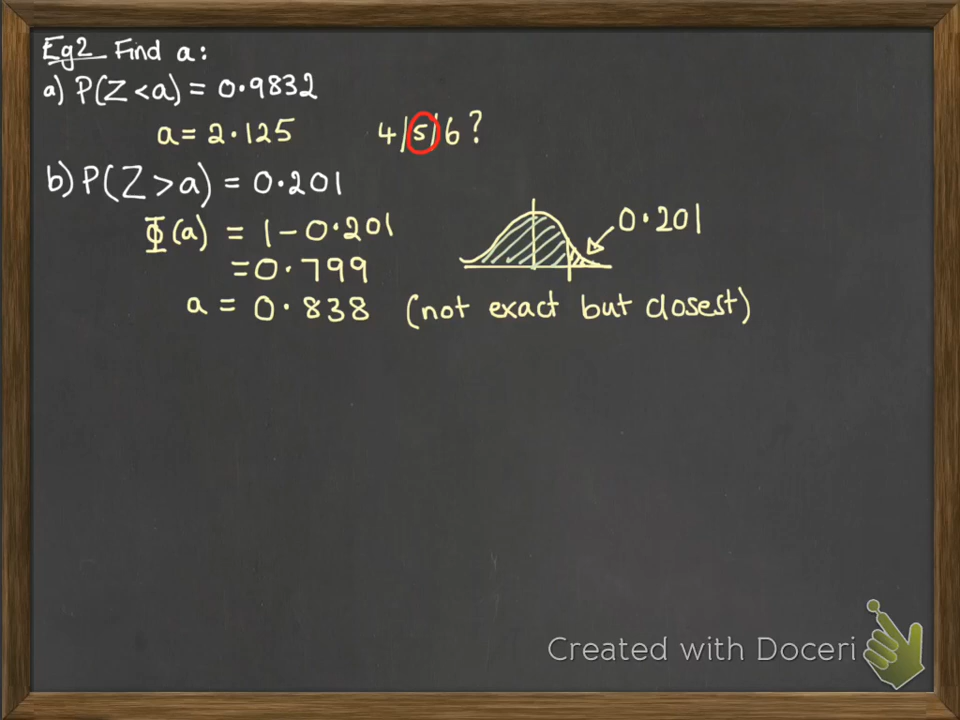 Eg2 Find a:
a) P(Z<a) = 0.9832
a = 2.125 4/5/6?
b) P(Z>a) = 0.201
Φ(a) = 1 - 0.201
0.201
= 0.799
a = 0.838 (not exact but closest)
Created with Doceri